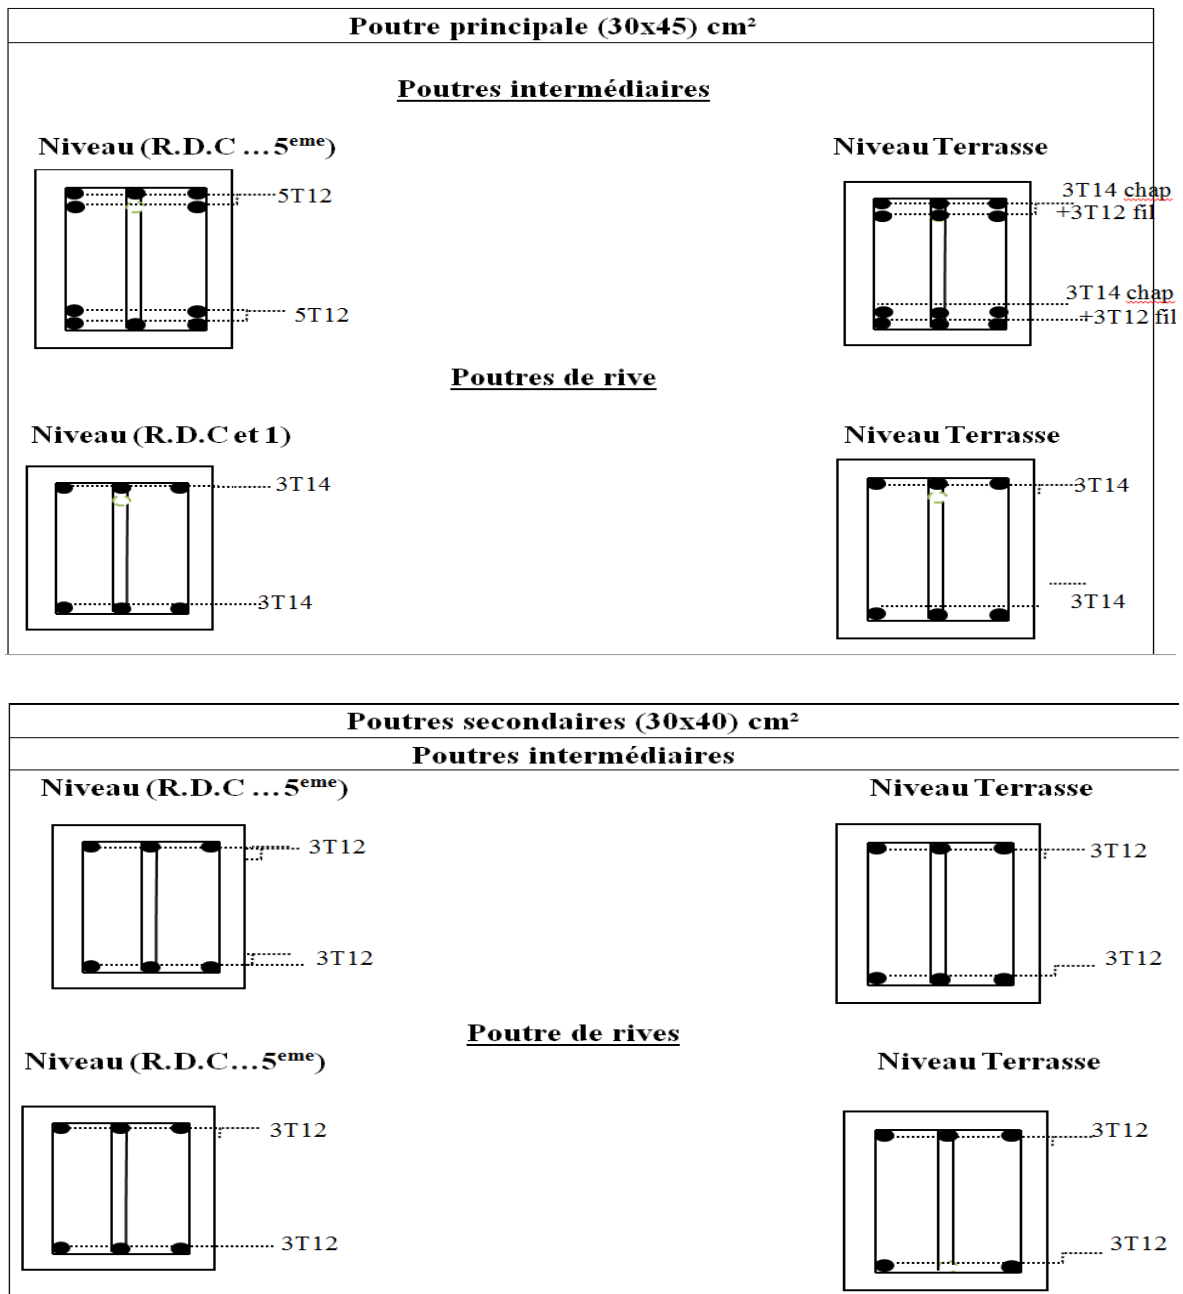 Poutre principale (30x45) cm²
Poutres intermédiaires
Niveau (R.D.C ...5eme)
Niveau Terrasse
5T12
3T14 chap
+3T12 fil
5T12
3T14 chap
+3T12 fil
Poutres de rive
Niveau (R.D.C et 1)
Niveau Terrasse
3T14
3T14
3T14
3T14
Poutres secondaires (30x40) cm²
Poutres intermédiaires
Niveau (R.D.C ...5eme)
Niveau Terrasse
3T12
3T12
3T12
3T12
Poutre de rives
Niveau (R.D.C...5eme)
Niveau Terrasse
3T12
3T12
3T12
3T12